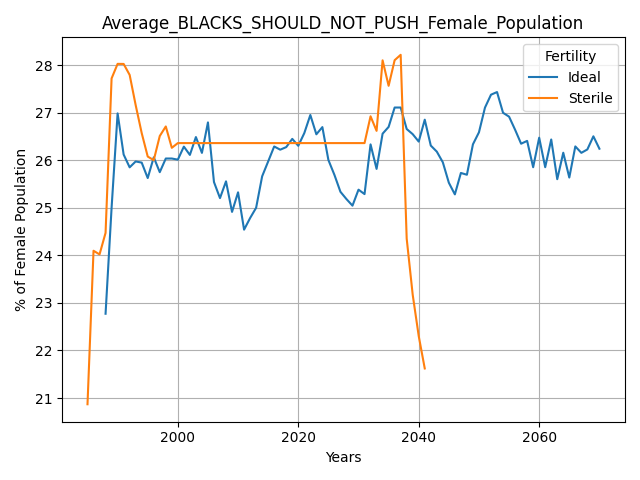 Average_BLACKS_SHOULD_NOT_PUSH_Female_Population
% of Female Population
28
27
26
25
24
23
22
21
Fertility
Ideal
Sterile
2000
2020
2040
2060
Years